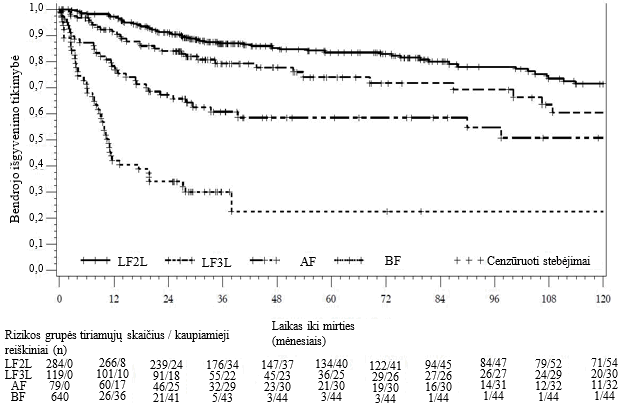 Bendrojo išgyvenimo tikimybė
1,0
0,9
0,8
0,7
0,6
0,5
0,4
0,3
0,2
0,1
0,0
LF2L LF3L AF BF Cenzūruoti stebėjimai
0 12 24 36 48 60 72 84 96 108 120
Laikas iki mirties
(mėnesiais)
Rizikos grupės tiriamųjų skaičius / kaupiamieji
reiškiniai (n)
LF2L 284/0 266/8 239/24 176/34 147/37 134/40 122/41 94/45 84/47 79/52 71/54
LF3L 119/0 101/10 91/18 55/22 45/23 36/25 29/26 27/26 26/27 24/29 20/30
AF 79/0 60/17 46/25 32/29 23/30 21/30 19/30 16/30 14/31 12/32 11/32
BF 640 26/36 21/41 5/43 3/44 3/44 3/44 1/44 1/44 1/44 1/44